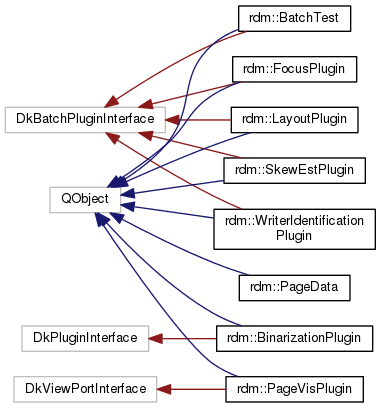 rdm::BatchTest
rdm::FocusPlugin
DkBatchPluginInterface
rdm::LayoutPlugin
rdm::SkewEstPlugin
QObject
rdm::WriterIdentification
Plugin
rdm::PageData
DkPluginInterface
rdm::BinarizationPlugin
DkViewPortInterface
rdm::PageVisPlugin